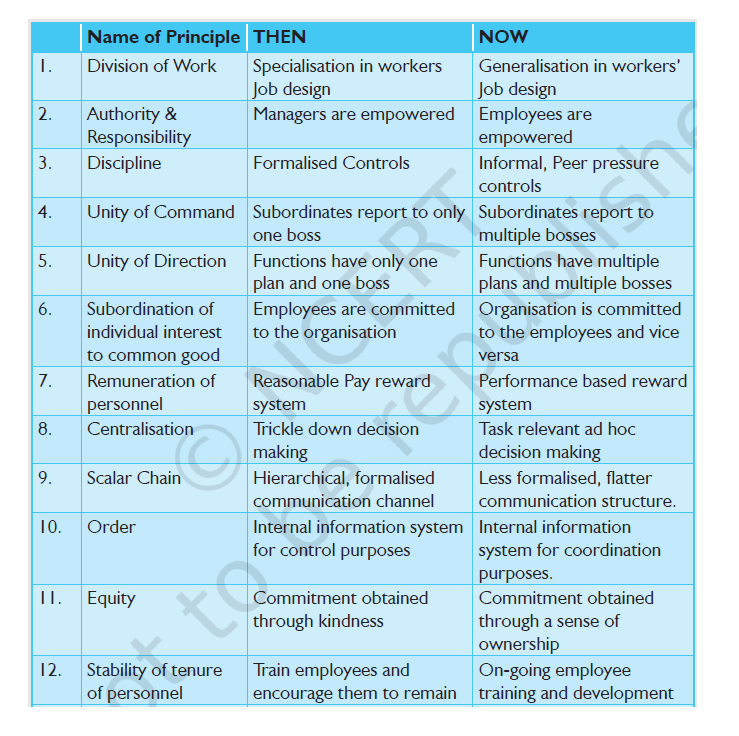 Name of Principle THEN NOW
1. Division of Work Specialisation in workers Generalisation in workers'
Job design Job design
2. Authority & Managers are empowered Employees are
Responsibility empowered
3. Discipline Formalised Controls Informal, Peer pressure
controls
4. Unity of Command Subordinates report to only Subordinates report to
one boss multiple bosses
5. Unity of Direction Functions have only one Functions have multiple
plan and one boss plans and multiple bosses
6. Subordination of Employees are committed Organisation is committed
individual interest to the organisation to the employees and vice
to common good versa
7. Remuneration of Reasonable Pay reward Performance based reward
personnel system system
8. Centralisation Trickle down decision Task relevant ad hoc
making decision making
9. Scalar Chain Hierarchical, formalised Less formalised, flatter
communication channel communication structure.
10. Order Internal information system Internal information
for control purposes system for coordination
purposes.
11. Equity Commitment obtained Commitment obtained
through kindness through a sense of
ownership
12. Stability of tenure Train employees and On-going employee
of personnel encourage them to remain training and development
© NCERT
not to be republishe